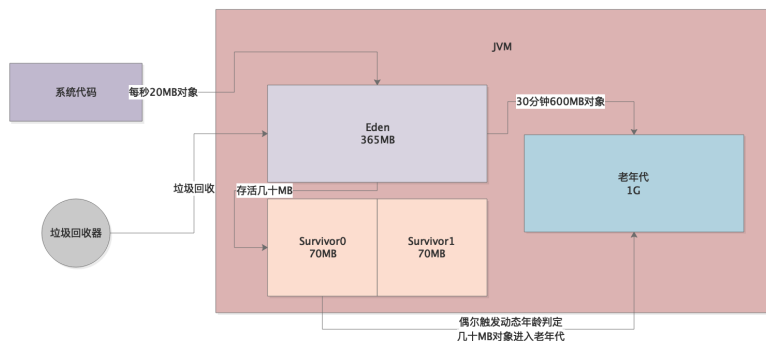 JVM
系统代码
每秒20MB对象
Eden
365MB
30分钟600MB对象
老年代
1G
垃圾回收
存活几十MB
垃圾回收器
Survivor0
70MB
Survivor1
70MB
偶尔触发动态年龄判定
几十MB对象进入老年代